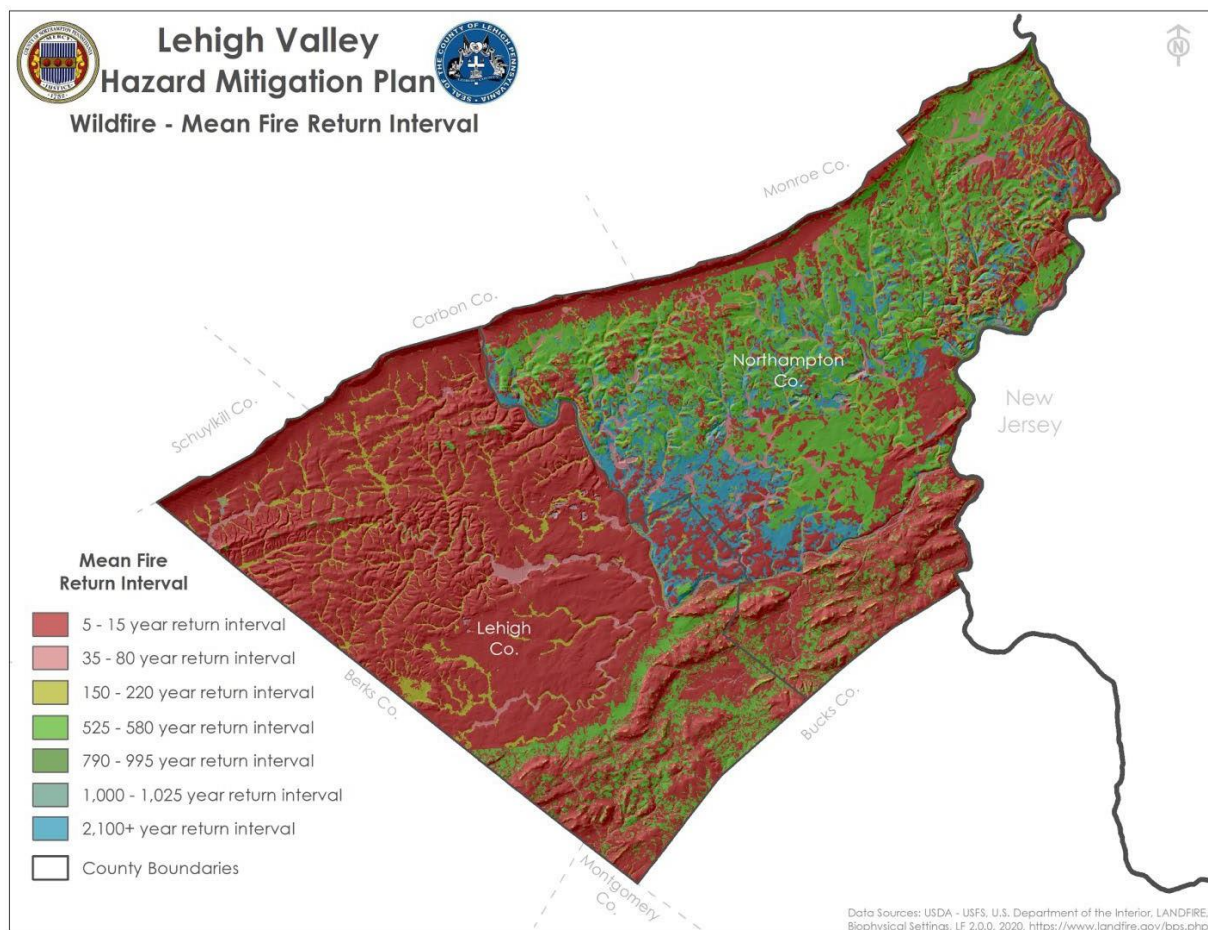 Lehigh Valley
Hazard Mitigation Plan
Wildfire - Mean Fire Return Interval
N
Monroe Co.
Carbon Co.
Schuylkill Co.
Northampton
Co.
New
Jersey
Lehigh
Co.
Berks Co.
Bucks Co.
Montgomery
Co.
Mean Fire
Return Interval
5 - 15 year return interval
35 - 80 year return interval
150 - 220 year return interval
525 - 580 year return interval
790 - 995 year return interval
1,000 - 1,025 year return interval
2,100+ year return interval
County Boundaries
Data Sources: USDA - USFS, U.S. Department of the Interior, LANDFIRE,
Biophysical Settings, LF 2.0.0, 2020, https://www.landfire.gov/bps.php